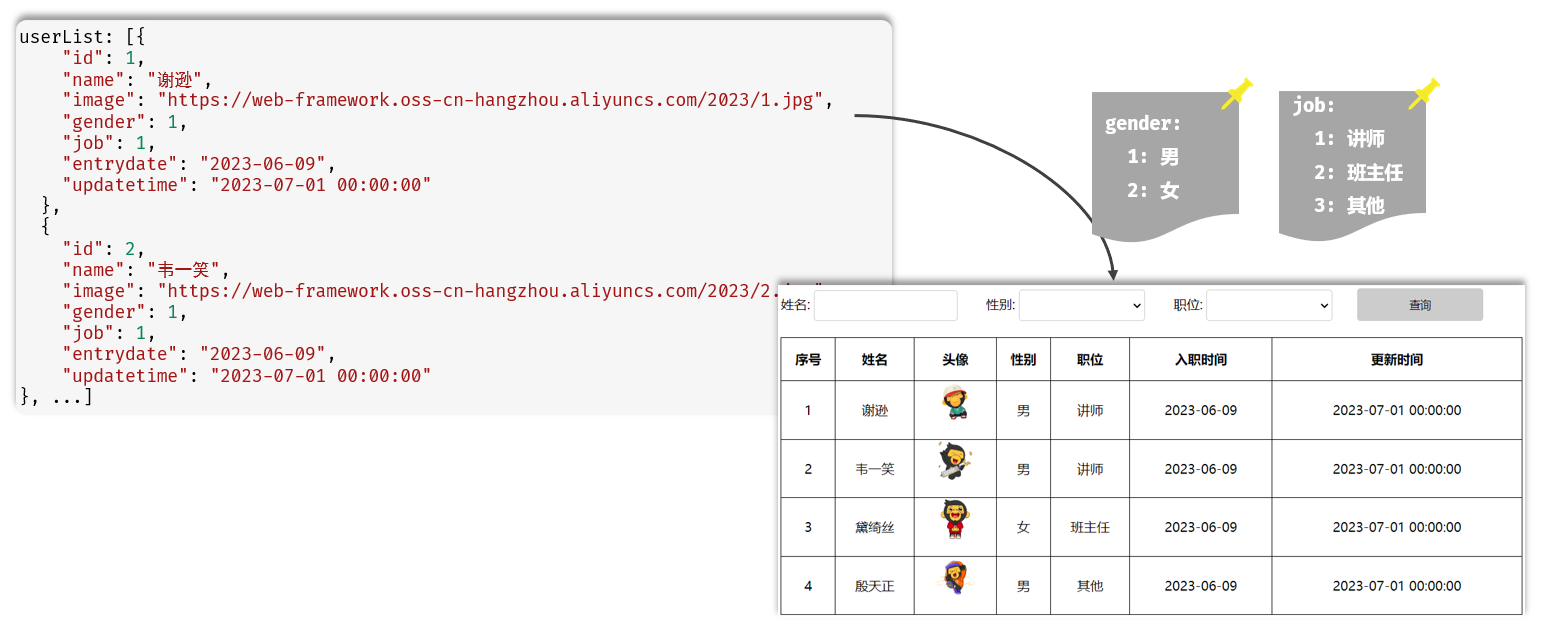 userList: [{
"id": 1,
"name": "谢逊",
"image": "https://web-framework.oss-cn-hangzhou.aliyuncs.com/2023/1.jpg",
"gender": 1,
"job": 1,
"entrydate": "2023-06-09",
"updatetime": "2023-07-01 00:00:00"
},
{
"id": 2,
"name": "韦一笑",
"image": "https://web-framework.oss-cn-hangzhou.aliyuncs.com/2023/2.
"gender": 1,
"job": 1,
"entrydate": "2023-06-09",
"updatetime": "2023-07-01 00:00:00"
}, ...]
gender:
1: 男
2: 女
job:
1: 讲师
2: 班主任
3: 其他
姓名: 性别: 职位: 查询
序号 姓名 头像 性别 职位 入职时间 更新时间
1 谢逊 男 讲师 2023-06-09 2023-07-01 00:00:00
2 韦一笑 男 讲师 2023-06-09 2023-07-01 00:00:00
3 黛绮丝 女 班主任 2023-06-09 2023-07-01 00:00:00
4 殷天正 男 其他 2023-06-09 2023-07-01 00:00:00